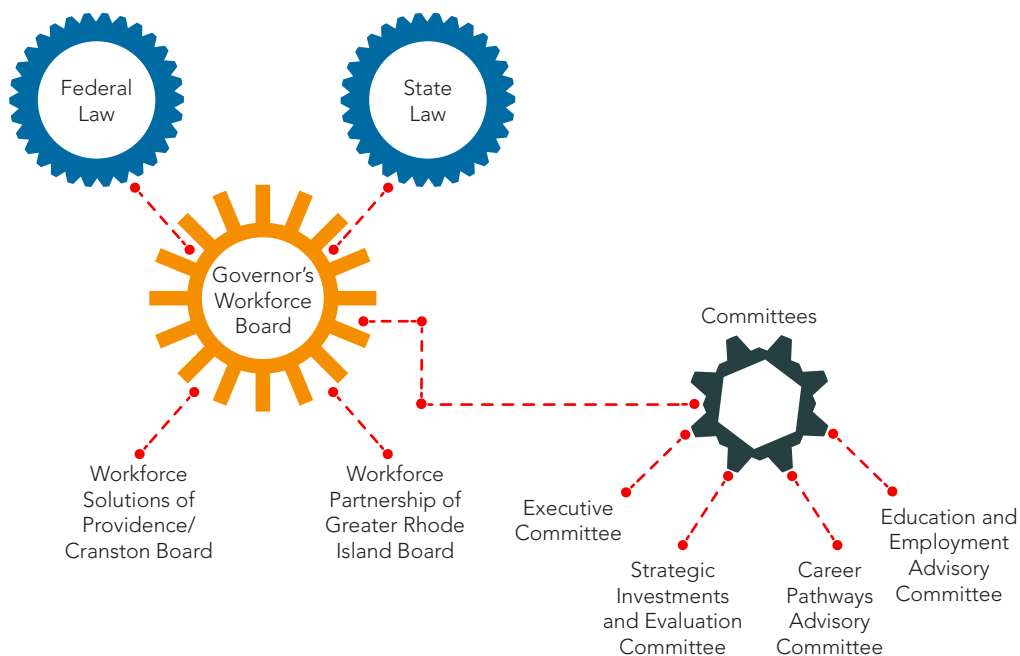 Federal
Law
State
Law
Governor’s
Workforce
Board
Committees
Workforce
Solutions of
Providence/
Cranston Board
Workforce
Partnership of
Greater Rhode
Island Board
Executive
Committee
Strategic
Investments
and Evaluation
Committee
Career
Pathways
Advisory
Committee
Education and
Employment
Advisory
Committee